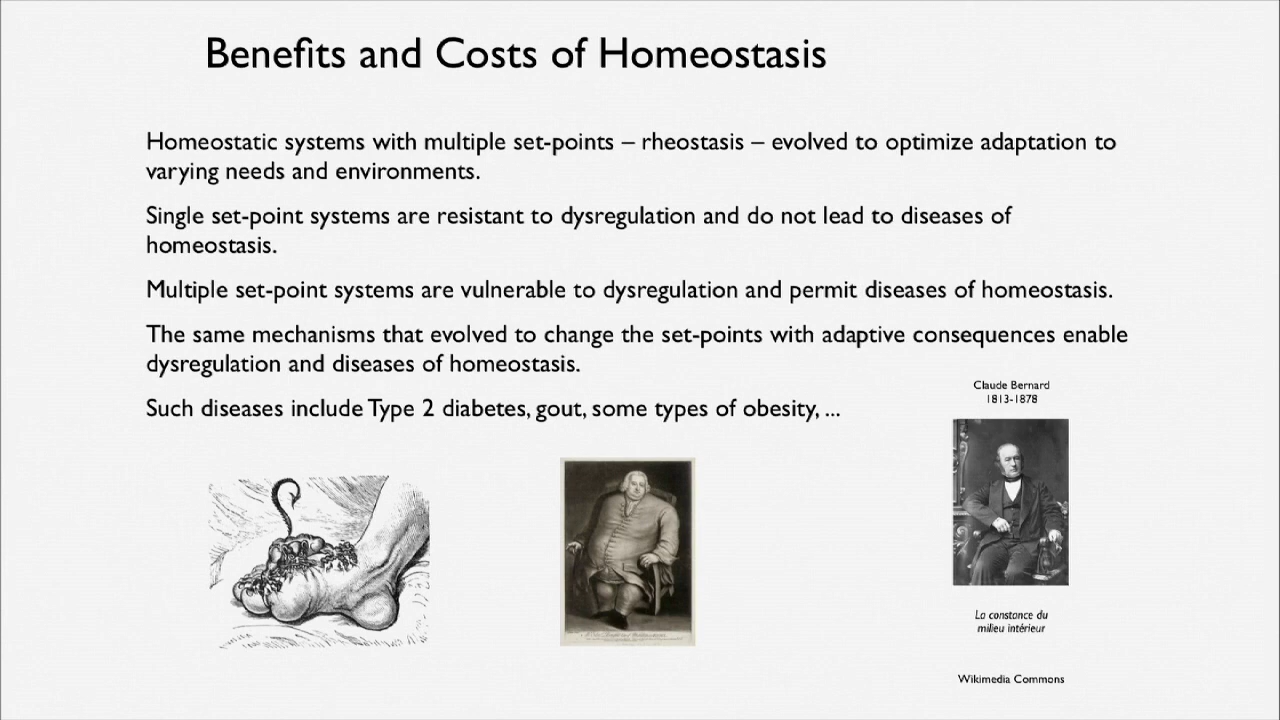 Benefits and Costs of Homeostasis
Homeostatic systems with multiple set-points – rheostasis – evolved to optimize adaptation to
varying needs and environments.
Single set-point systems are resistant to dysregulation and do not lead to diseases of
homeostasis.
Multiple set-point systems are vulnerable to dysregulation and permit diseases of homeostasis.
The same mechanisms that evolved to change the set-points with adaptive consequences enable
dysregulation and diseases of homeostasis.
Such diseases include Type 2 diabetes, gout, some types of obesity, ...
Claude Bernard
1813-1878
La constance du
milieu intérieur
Wikimedia Commons